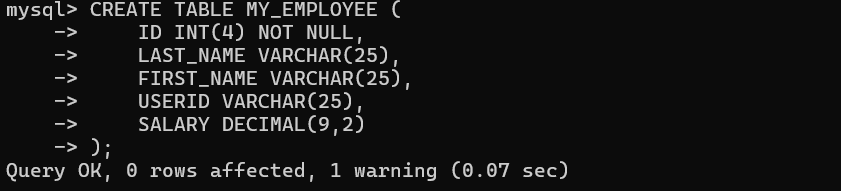 mysql> CREATE TABLE MY_EMPLOYEE (
    ->     ID INT(4) NOT NULL,
    ->     LAST_NAME VARCHAR(25),
    ->     FIRST_NAME VARCHAR(25),
    ->     USERID VARCHAR(25),
    ->     SALARY DECIMAL(9,2)
    -> );
Query OK, 0 rows affected, 1 warning (0.07 sec)